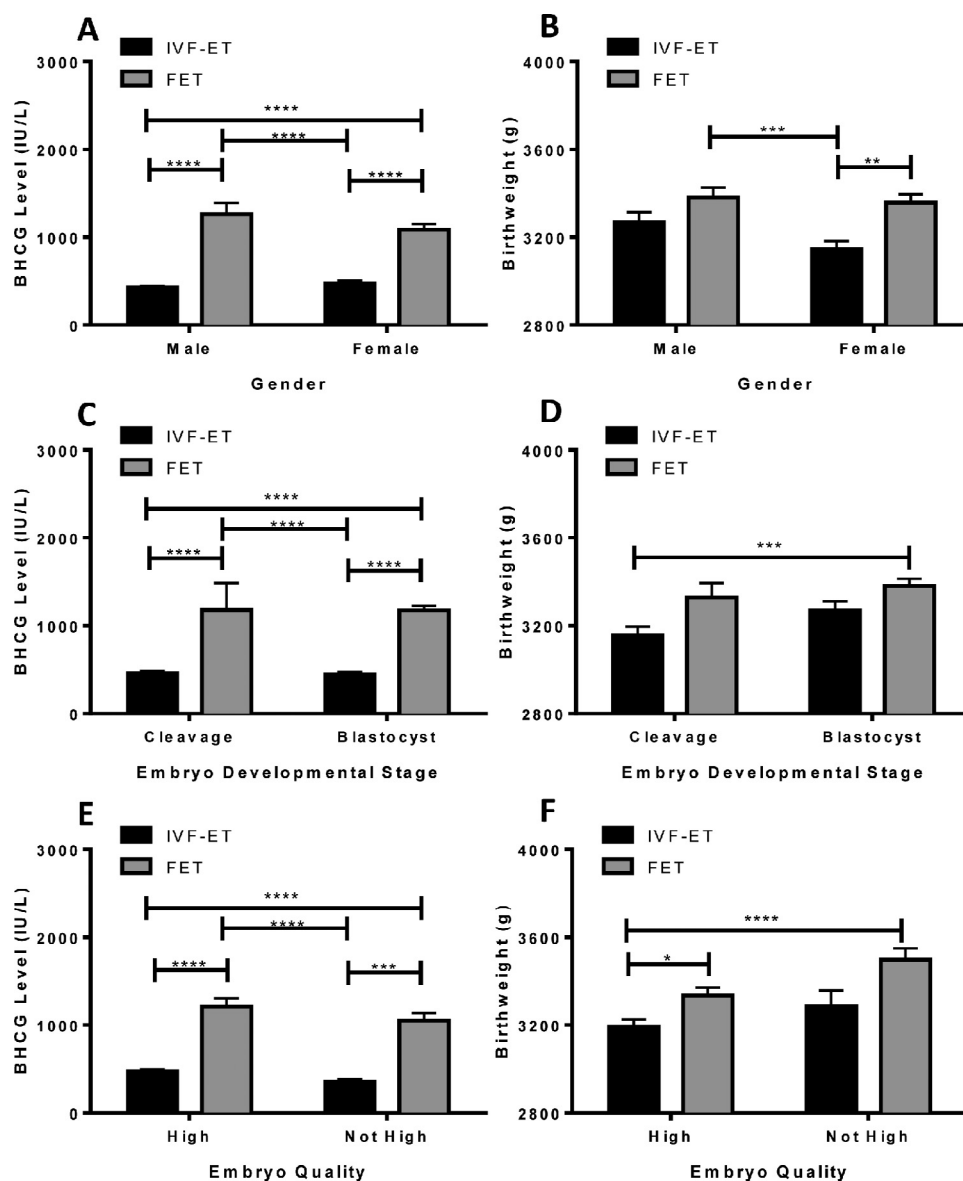 A
IVF-ET
FET
BHCG Level (IU/L)
3000
2000
1000
0
****
****
****
****
Male
Female
Gender
B
IVF-ET
FET
Birthweight (g)
4000
3600
3200
2800
***
**
Male
Female
Gender
C
IVF-ET
FET
BHCG Level (IU/L)
3000
2000
1000
0
****
****
****
****
Cleavage
Blastocyst
Embryo Developmental Stage
D
IVF-ET
FET
Birthweight (g)
4000
3600
3200
2800
***
Cleavage
Blastocyst
Embryo Developmental Stage
E
IVF-ET
FET
BHCG Level (IU/L)
3000
2000
1000
0
****
****
****
***
High
Not High
Embryo Quality
F
IVF-ET
FET
Birthweight (g)
4000
3600
3200
2800
****
*
High
Not High
Embryo Quality